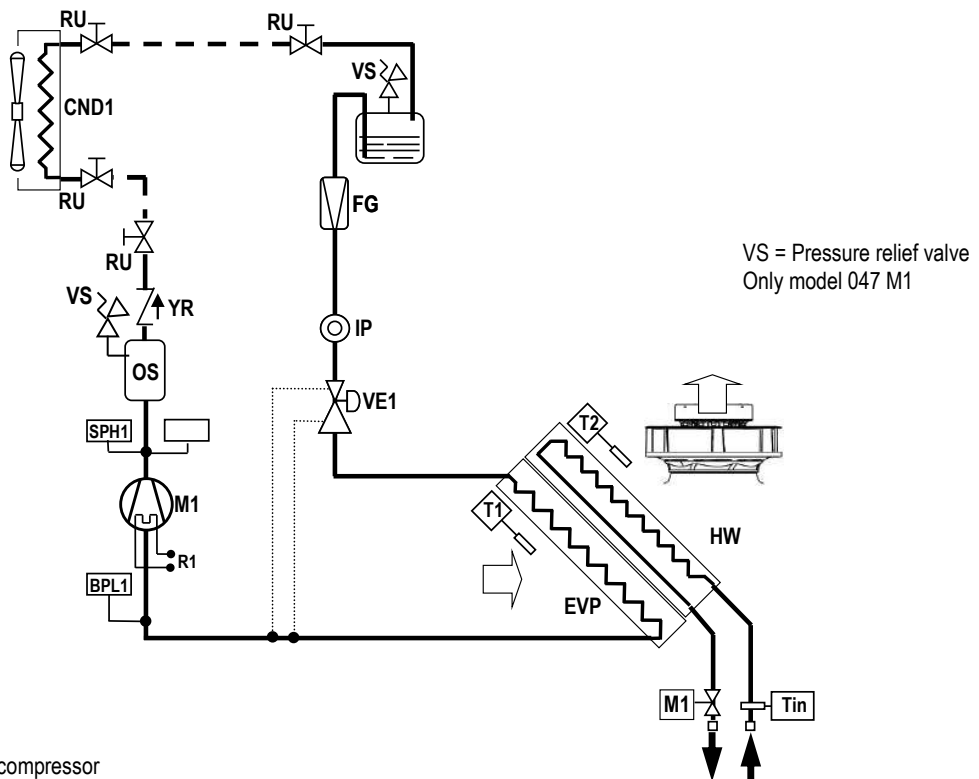 RU
RU
VS
CND1
RU
FG
RU
VS = Pressure relief valve
Only model 047 M1
VS
YR
IP
OS
VE1
SPH1
T2
M1
T1
HW
R1
BPL1
EVP
M1
Tin
compressor